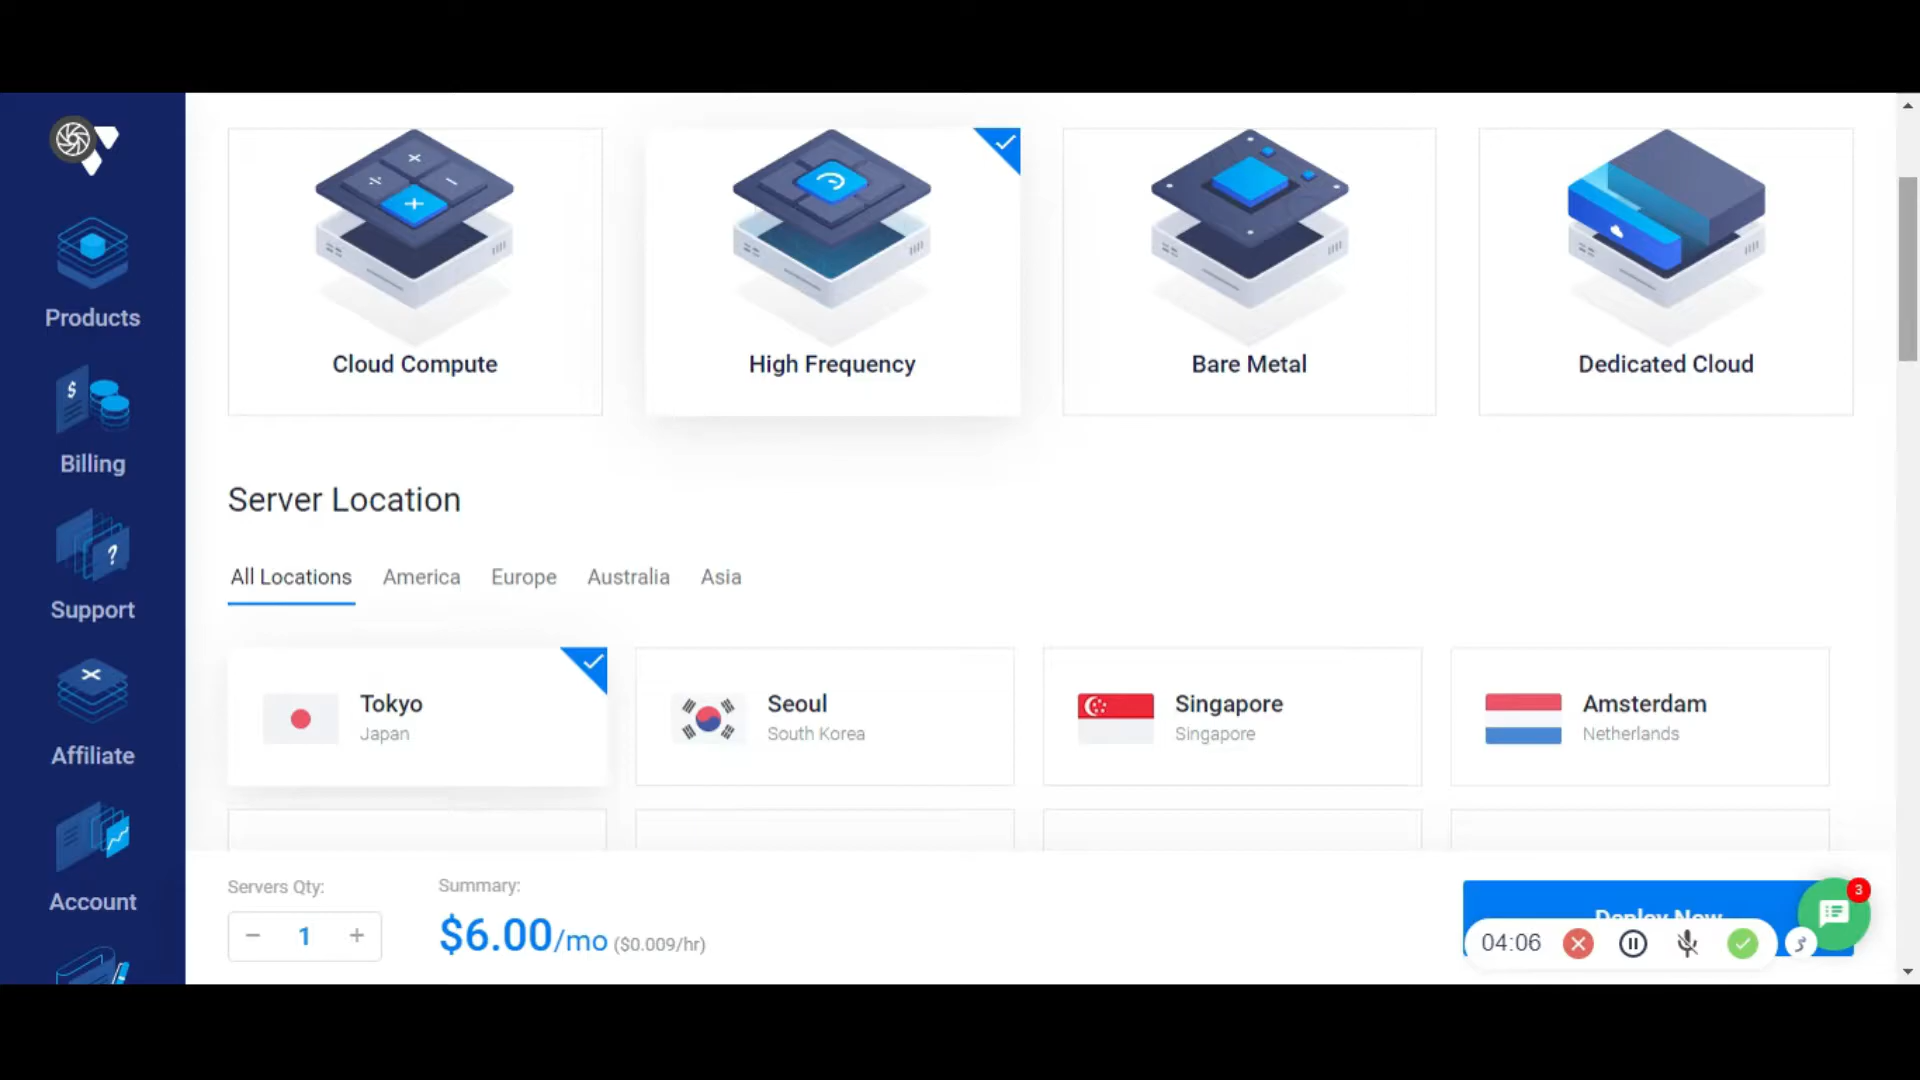 Products
Billing
Support
Affiliate
Account
Cloud Compute
High Frequency
Bare Metal
Dedicated Cloud
Server Location
All Locations America Europe Australia Asia
Tokyo
Japan
Seoul
South Korea
Singapore
Singapore
Amsterdam
Netherlands
Servers Qty:
− 1 +
Summary:
$6.00/mo ($0.009/hr)
Deploy Now
04:06
3